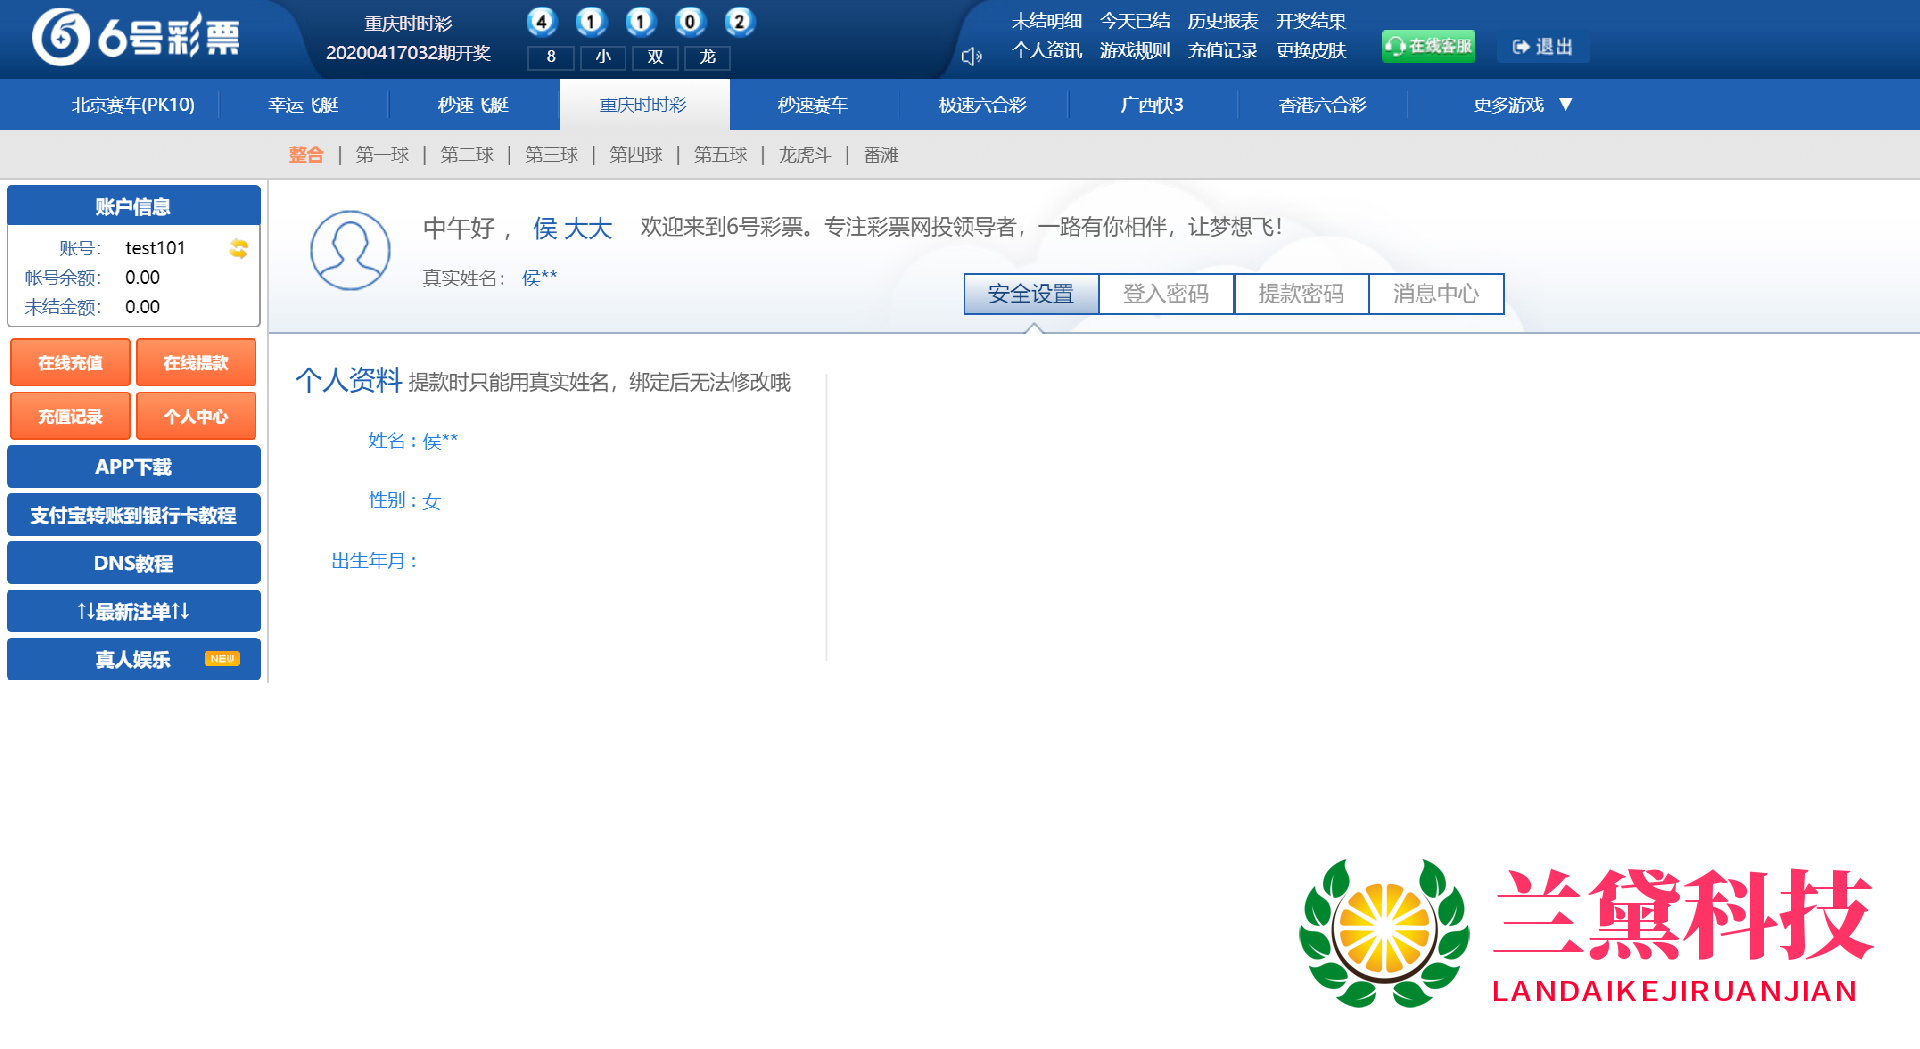 6号彩票
重庆时时彩
20200417032期开奖
4 1 1 0 2
8 小 双 龙
未结明细 今天已结 历史报表 开奖结果
个人资讯 游戏规则 充值记录 更换皮肤
在线客服
退出
北京赛车(PK10) 幸运飞艇 秒速飞艇 重庆时时彩 秒速赛车 极速六合彩 广西快3 香港六合彩 更多游戏 ▼
整合 | 第一球 | 第二球 | 第三球 | 第四球 | 第五球 | 龙虎斗 | 番滩
账户信息
账号: test101
帐号余额: 0.00
未结金额: 0.00
在线充值 在线提款
充值记录 个人中心
APP下载
支付宝转账到银行卡教程
DNS教程
↑↓最新注单↑↓
真人娱乐 NEW
中午好， 侯 大大 欢迎来到6号彩票。专注彩票网投领导者，一路有你相伴，让梦想飞！
真实姓名： 侯**
安全设置 登入密码 提款密码 消息中心
个人资料 提款时只能用真实姓名，绑定后无法修改哦
姓名：侯**
性别：女
出生年月：
兰黛科技
LANDAIKEJIRUANJIAN